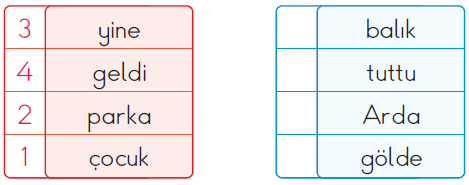 3 yine
4 geldi
2 parka
1 çocuk
balık
tuttu
Arda
gölde